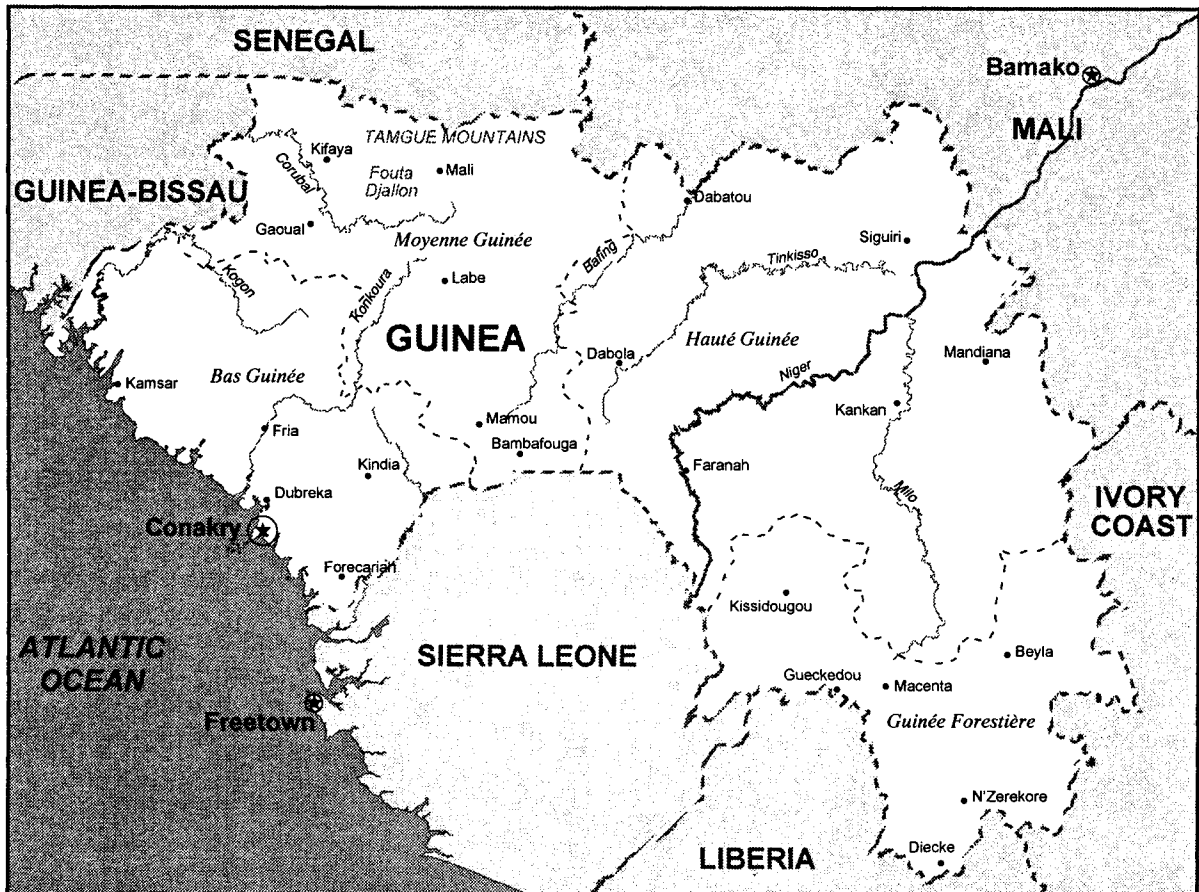 SENEGAL
Bamako
MALI
TAMGUE MOUNTAINS
Kifaya
Corubal
Fouta
Djallon
Mali
GUINEA-BISSAU
Dabatou
Gaoual
Moyenne Guinée
Siguiri
Bafing
Tinkisso
Kogon
Konkoura
Labe
GUINEA
Hauté Guinée
Dabola
Mandiana
Niger
Bas Guinée
Kamsar
Kankan
Mamou
Fria
Bambafouga
Kindia
Faranah
Milo
Dubreka
IVORY
COAST
Conakry
Forecariah
Kissidougou
ATLANTIC
OCEAN
SIERRA LEONE
Beyla
Gueckedou
Macenta
Freetown
Guinée Forestière
N'Zerekore
Diecke
LIBERIA